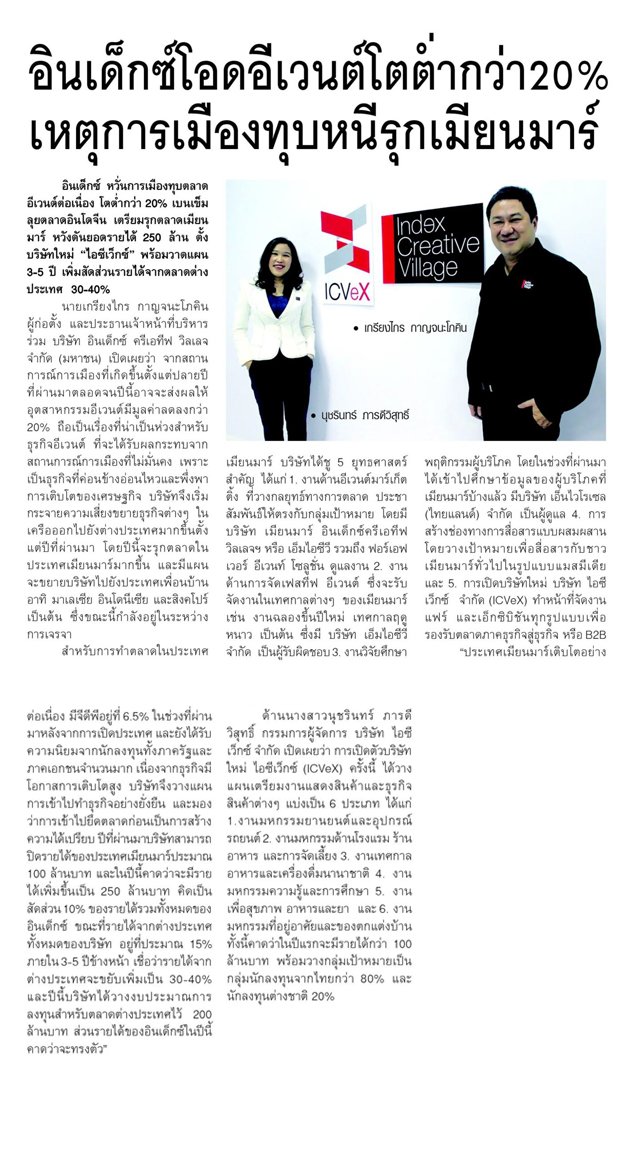 อินเด็กซ์โอดอีเวนต์โตต่ำกว่า20%
เหตุการเมืองทุบหนีรุกเมียนมาร์
อินเด็กซ์ หวั่นการเมืองทุบตลาด
อีเวนต์ต่อเนื่อง โตต่ำกว่า 20% เบนเข็ม
ลุยตลาดอินโดจีน เตรียมรุกตลาดเมียน
มาร์ หวังดันยอดรายได้ 250 ล้าน ตั้ง
บริษัทใหม่ "ไอซีเว็กซ์" พร้อมวาดแผน
3-5 ปี เพิ่มสัดส่วนรายได้จากตลาดต่าง
ประเทศ 30-40%
นายเกรียงไกร กาญจนะโภคิน
ผู้ก่อตั้ง และประธานเจ้าหน้าที่บริหาร
ร่วม บริษัท อินเด็กซ์ ครีเอทีฟ วิลเลจ
จำกัด (มหาชน) เปิดเผยว่า จากสถาน
การณ์การเมืองที่เกิดขึ้นตั้งแต่ปลายปี
ที่ผ่านมาตลอดจนปีนี้อาจจะส่งผลให้
อุตสาหกรรมอีเวนต์มีมูลค่าลดลงกว่า
20% ถือเป็นเรื่องที่น่าเป็นห่วงสำหรับ
ธุรกิจอีเวนต์ ที่จะได้รับผลกระทบจาก
สถานการณ์การเมืองที่ไม่มั่นคง เพราะ
เป็นธุรกิจที่ค่อนข้างอ่อนไหวและพึ่งพา
การเติบโตของเศรษฐกิจ บริษัทจึงเริ่ม
กระจายความเสี่ยงขยายธุรกิจต่างๆ ใน
เครือออกไปยังต่างประเทศมากขึ้นตั้ง
แต่ปีที่ผ่านมา โดยปีนี้จะรุกตลาดใน
ประเทศเมียนมาร์มากขึ้น และมีแผน
จะขยายบริษัทไปยังประเทศเพื่อนบ้าน
อาทิ มาเลเซีย อินโดนีเซีย และสิงคโปร์
เป็นต้น ซึ่งขณะนี้กำลังอยู่ในระหว่าง
การเจรจา
สำหรับการทำตลาดในประเทศ
ICVeX
Index
Creative
Village
• เกรียงไกร กาญจนะโภคิน
• นุชรินทร์ ภารดีวิสุทธิ์
เมียนมาร์ บริษัทได้ชู 5 ยุทธศาสตร์
สำคัญ ได้แก่ 1. งานด้านอีเวนต์มาร์เก็ต
ติ้ง ที่วางกลยุทธ์ทางการตลาด ประชา
สัมพันธ์ให้ตรงกับกลุ่มเป้าหมาย โดยมี
บริษัท เมียนมาร์ อินเด็กซ์ครีเอทีฟ
วิลเลจฯ หรือ เอ็มไอซีวี รวมถึง ฟอร์เอฟ
เวอร์ อีเวนท์ โซลูชั่น ดูแลงาน 2. งาน
ด้านการจัดเฟสทีฟ อีเวนต์ ซึ่งจะรับ
จัดงานในเทศกาลต่างๆ ของเมียนมาร์
เช่น งานฉลองขึ้นปีใหม่ เทศกาลฤดู
หนาว เป็นต้น ซึ่งมี บริษัท เอ็มไอซีวี
จำกัด เป็นผู้รับผิดชอบ 3. งานวิจัยศึกษา
พฤติกรรมผู้บริโภค โดยในช่วงที่ผ่านมา
ได้เข้าไปศึกษาข้อมูลของผู้บริโภคที่
เมียนมาร์บ้างแล้ว มีบริษัท เอ็นไวโรเซล
(ไทยแลนด์) จำกัด เป็นผู้ดูแล 4. การ
สร้างช่องทางการสื่อสารแบบผสมผสาน
โดยวางเป้าหมายเพื่อสื่อสารกับชาว
เมียนมาร์ทั่วไปในรูปแบบแมสมีเดีย
และ 5. การเปิดบริษัทใหม่ บริษัท ไอซี
เว็กซ์ จำกัด (ICVeX) ทำหน้าที่จัดงาน
แฟร์ และเอ็กซิบิชันทุกรูปแบบเพื่อ
รองรับตลาดภาคธุรกิจสู่ธุรกิจ หรือ B2B
"ประเทศเมียนมาร์เติบโตอย่าง
ต่อเนื่อง มีจีดีพีอยู่ที่ 6.5% ในช่วงที่ผ่าน
มาหลังจากการเปิดประเทศ และยังได้รับ
ความนิยมจากนักลงทุนทั้งภาครัฐและ
ภาคเอกชนจำนวนมาก เนื่องจากธุรกิจมี
โอกาสการเติบโตสูง บริษัทจึงวางแผน
การเข้าไปทำธุรกิจอย่างยั่งยืน และมอง
ว่าการเข้าไปยึดตลาดก่อนเป็นการสร้าง
ความได้เปรียบ ปีที่ผ่านมาบริษัทสามารถ
ปิดรายได้ของประเทศเมียนมาร์ประมาณ
100 ล้านบาท และในปีนี้คาดว่าจะมีราย
ได้เพิ่มขึ้นเป็น 250 ล้านบาท คิดเป็น
สัดส่วน 10% ของรายได้รวมทั้งหมดของ
อินเด็กซ์ ขณะที่รายได้จากต่างประเทศ
ทั้งหมดของบริษัท อยู่ที่ประมาณ 15%
ภายใน 3-5 ปีข้างหน้า เชื่อว่ารายได้จาก
ต่างประเทศจะขยับเพิ่มเป็น 30-40%
และปีนี้บริษัทได้วางงบประมาณการ
ลงทุนสำหรับตลาดต่างประเทศไว้ 200
ล้านบาท ส่วนรายได้ของอินเด็กซ์ในปีนี้
คาดว่าจะทรงตัว"
ด้านนางสาวนุชรินทร์ ภารดี
วิสุทธิ์ กรรมการผู้จัดการ บริษัท ไอซี
เว็กซ์ จำกัด เปิดเผยว่า การเปิดตัวบริษัท
ใหม่ ไอซีเว็กซ์ (ICVeX) ครั้งนี้ ได้วาง
แผนเตรียมงานแสดงสินค้าและธุรกิจ
สินค้าต่างๆ แบ่งเป็น 6 ประเภท ได้แก่
1.งานมหกรรมยานยนต์และอุปกรณ์
รถยนต์ 2. งานมหกรรมด้านโรงแรม ร้าน
อาหาร และการจัดเลี้ยง 3. งานเทศกาล
อาหารและเครื่องดื่มนานาชาติ 4. งาน
มหกรรมความรู้และการศึกษา 5. งาน
เพื่อสุขภาพ อาหารและยา และ 6. งาน
มหกรรมที่อยู่อาศัยและของตกแต่งบ้าน
ทั้งนี้คาดว่าในปีแรกจะมีรายได้กว่า 100
ล้านบาท พร้อมวางกลุ่มเป้าหมายเป็น
กลุ่มนักลงทุนจากไทยกว่า 80% และ
นักลงทุนต่างชาติ 20%